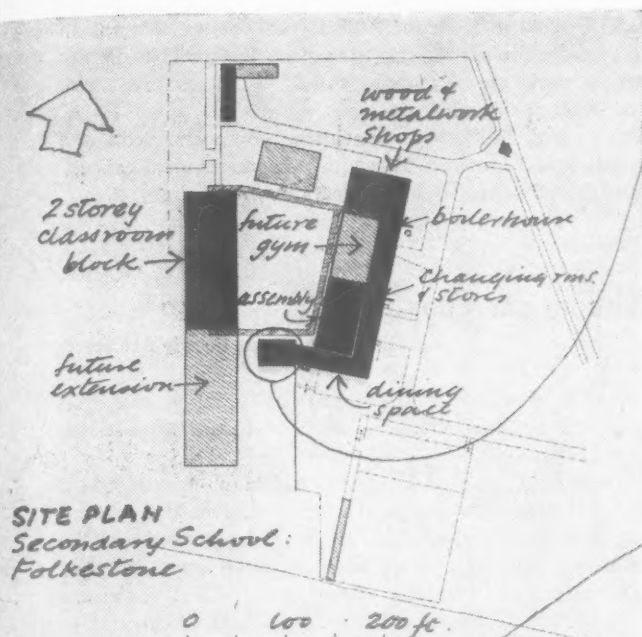 wood &
metalwork
shops
2 storey
classroom
block
future
gym
boilerhouse
changing rms.
& stores
assembly
future
extension
dining
space
SITE PLAN
Secondary School:
Folkestone
0 100 200 ft.